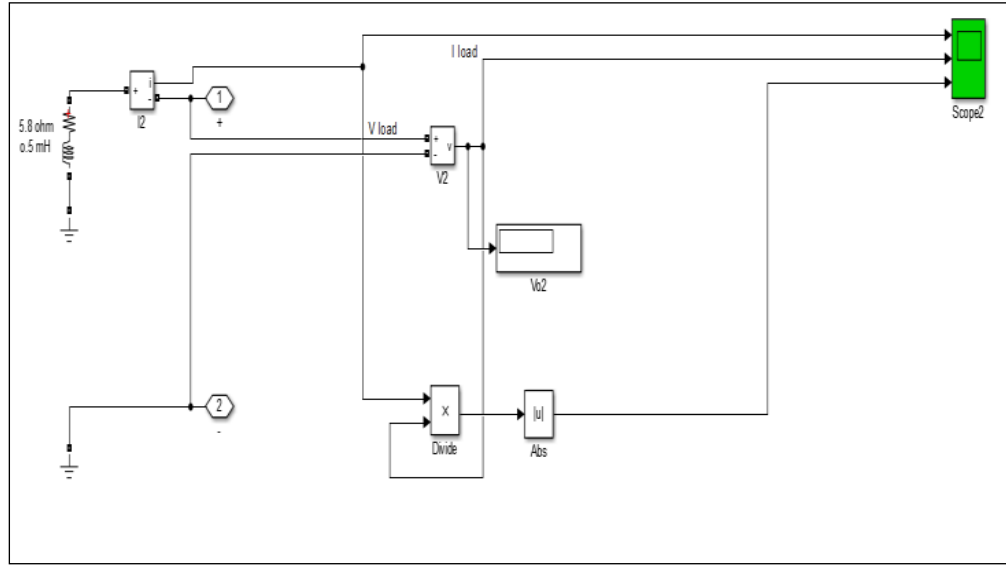 I load
Scope2
i
+
-
I2
1
+
5.8 ohm
o.5 mH
V load
+
-
v
V2
Vo2
2
-
X
Divide
|u|
Abs